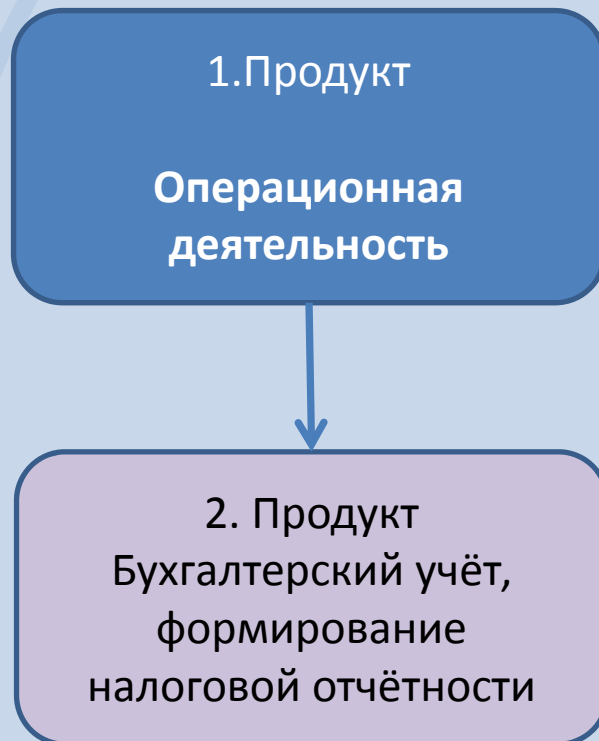 1.Продукт
Операционная
деятельность
2. Продукт
Бухгалтерский учёт,
формирование
налоговой отчётности